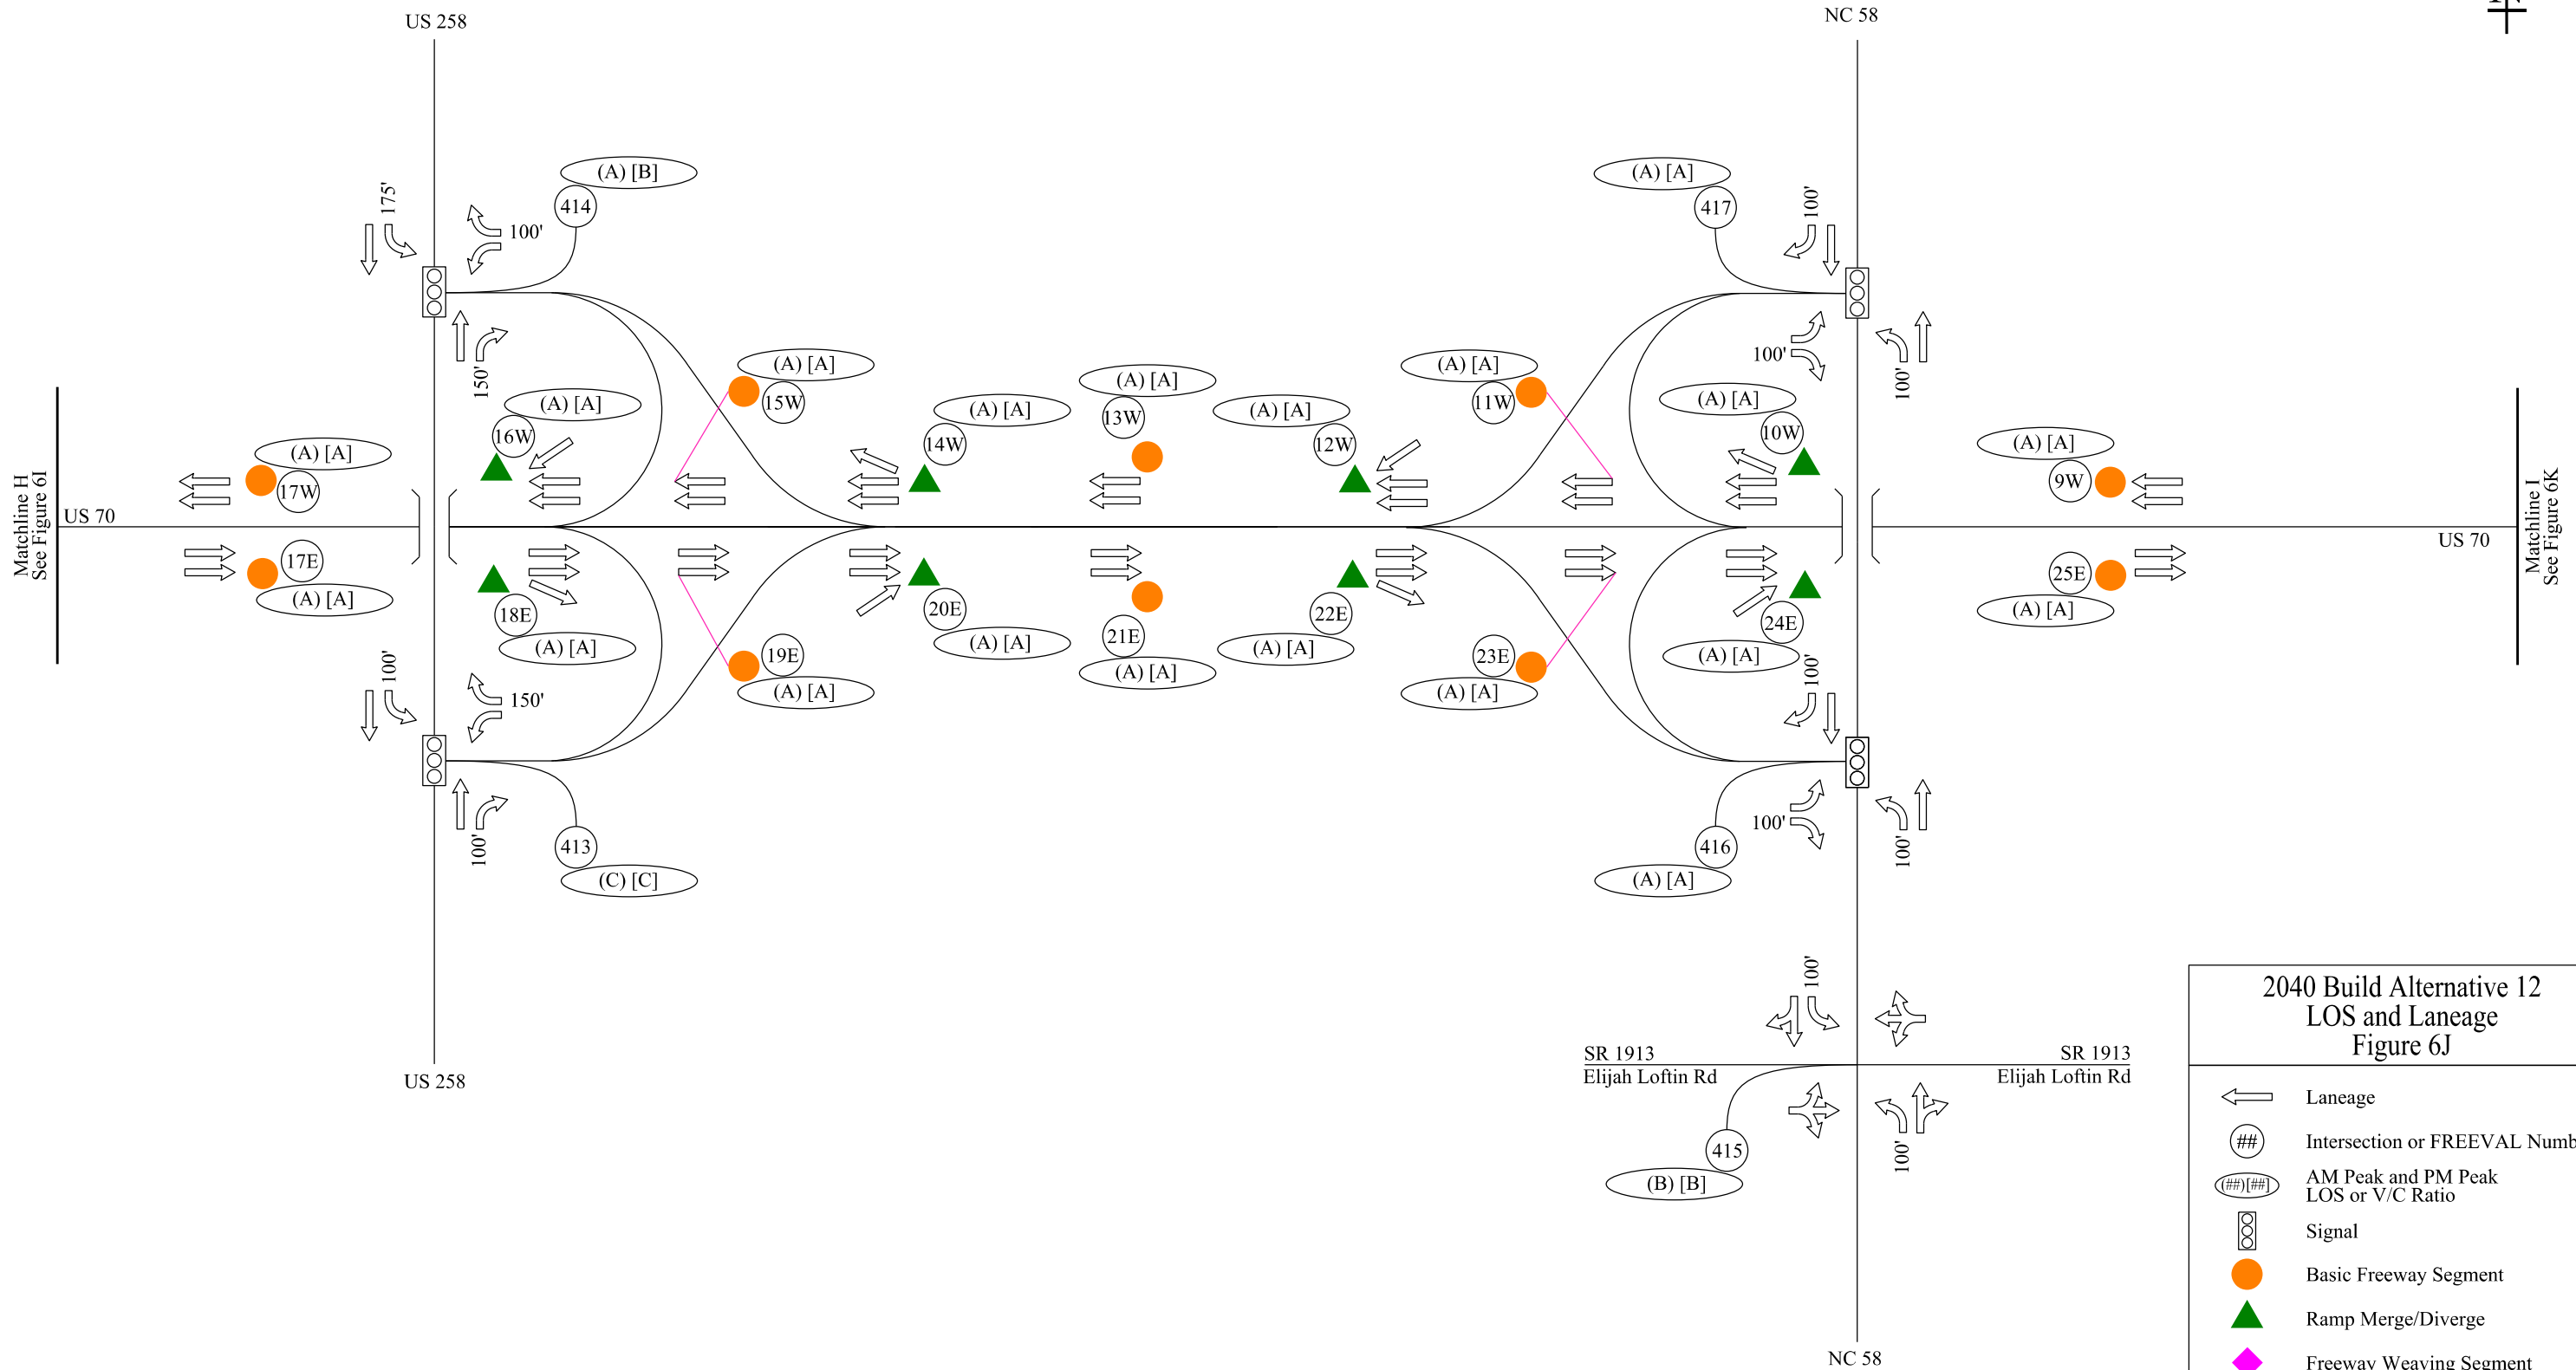 US 258
NC 58
N
(A) [B]
414
(A) [A]
417
175'
100'
100'
150'
100'
100'
(A) [A]
15W
(A) [A]
13W
(A) [A]
11W
(A) [A]
16W
(A) [A]
14W
(A) [A]
12W
(A) [A]
10W
(A) [A]
17W
(A) [A]
9W
Matchline H
See Figure 6I
US 70
US 70
Matchline I
See Figure 6K
17E
(A) [A]
18E
(A) [A]
19E
(A) [A]
20E
(A) [A]
21E
(A) [A]
22E
(A) [A]
23E
(A) [A]
24E
(A) [A]
25E
(A) [A]
100'
150'
100'
413
(C) [C]
100'
100'
100'
416
(A) [A]
100'
SR 1913
Elijah Loftin Rd
SR 1913
Elijah Loftin Rd
100'
415
(B) [B]
US 258
NC 58
2040 Build Alternative 12
LOS and Laneage
Figure 6J
Laneage
##
Intersection or FREEVAL Numb
(##)[##]
AM Peak and PM Peak
LOS or V/C Ratio
Signal
Basic Freeway Segment
Ramp Merge/Diverge
Freeway Weaving Segment